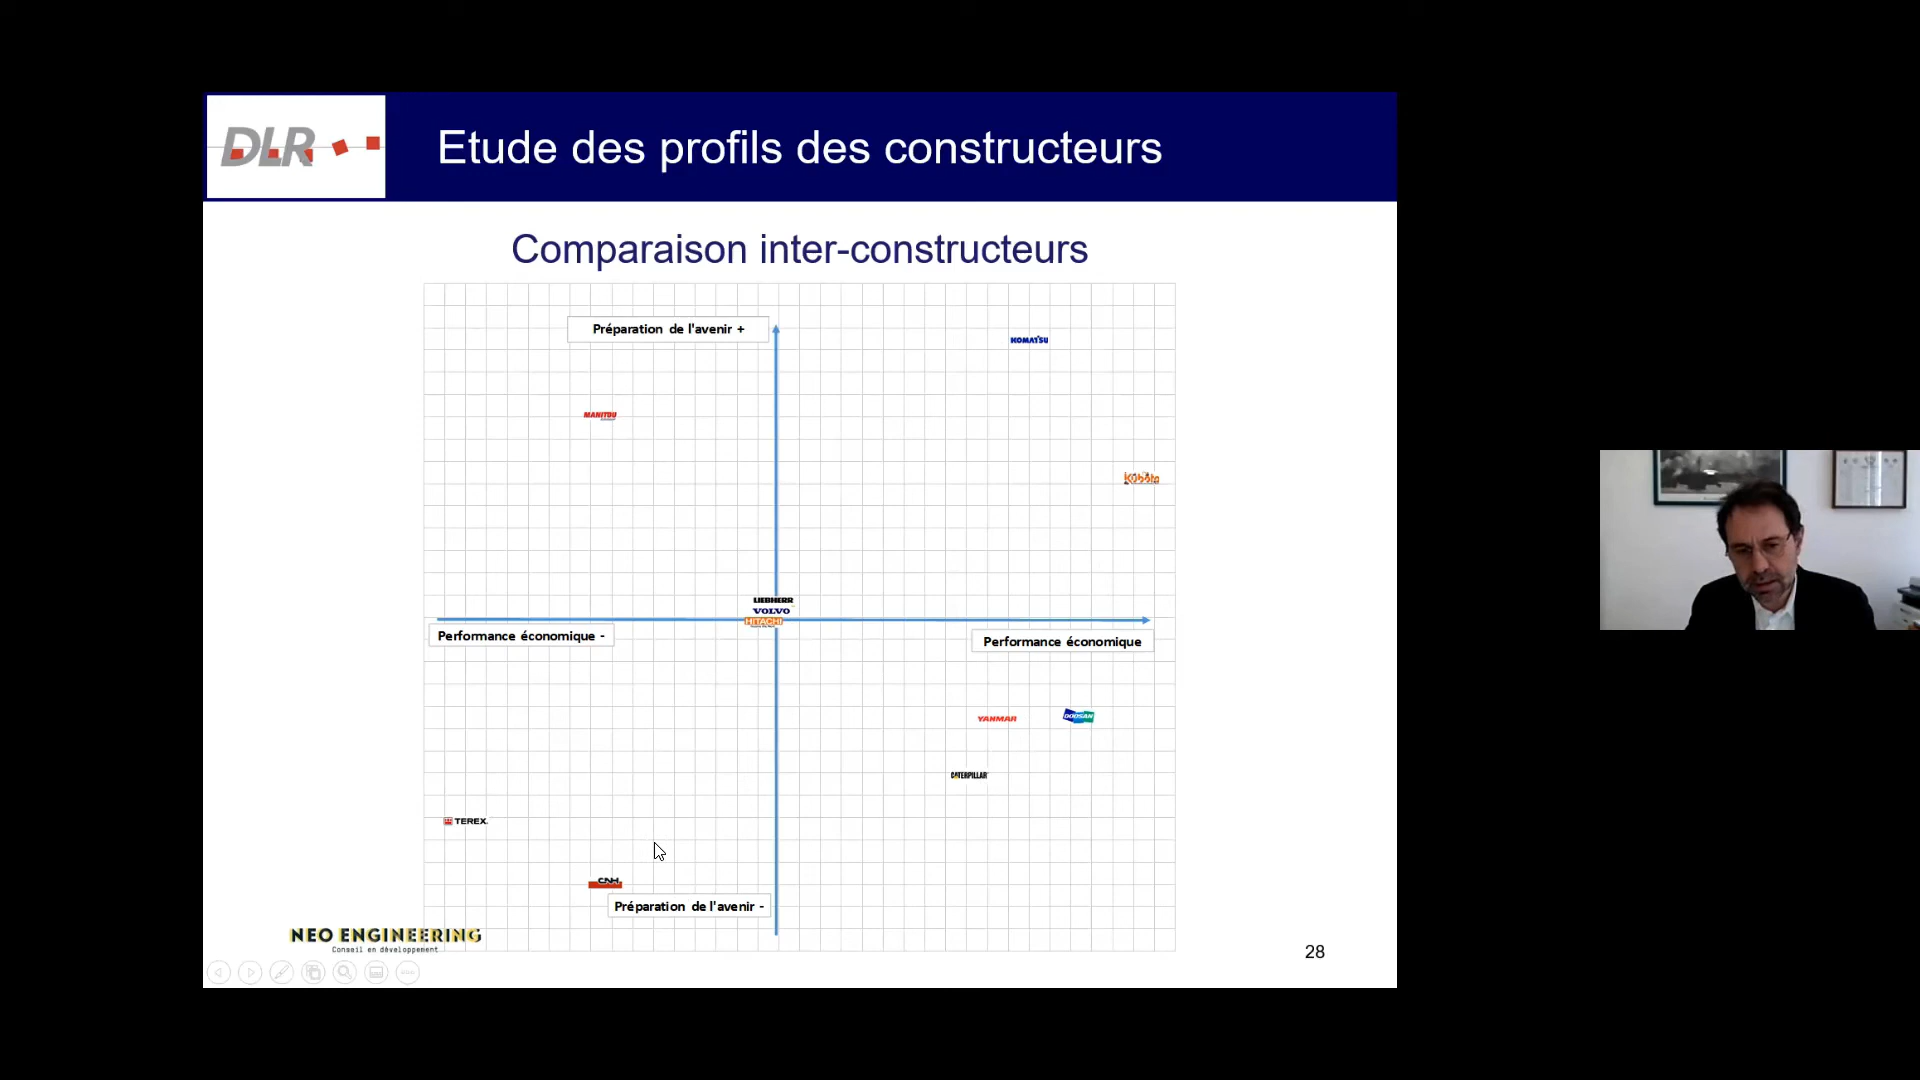 DLR
Etude des profils des constructeurs
Comparaison inter-constructeurs
Préparation de l'avenir +
KOMATSU
MANITOU
Kubota
LIEBHERR
VOLVO
HITACHI
Performance économique -
Performance économique
YANMAR
DOOSAN
CATERPILLAR
TEREX
CNH
Préparation de l'avenir -
NEO ENGINEERING
Conseil en développement
28